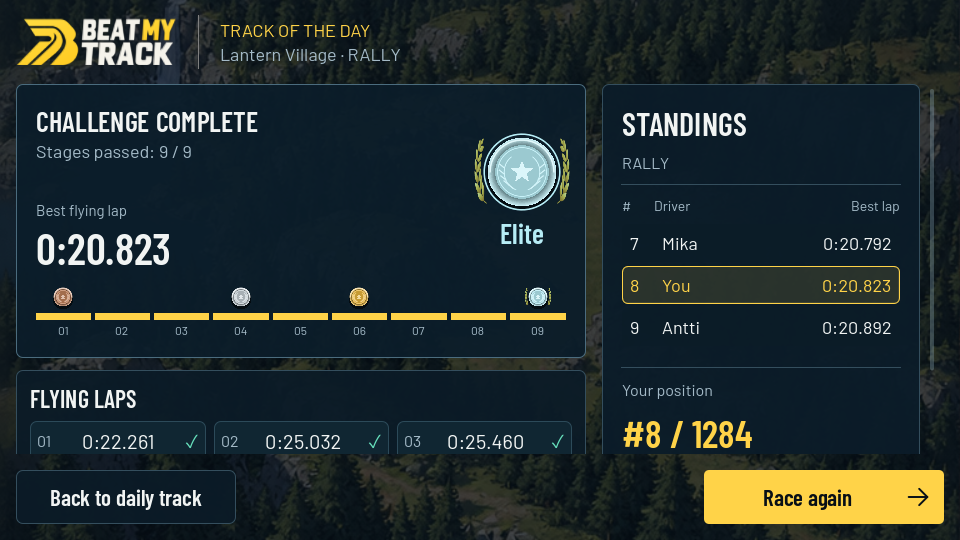 BEAT MY
TRACK
TRACK OF THE DAY
Lantern Village · RALLY
CHALLENGE COMPLETE
Stages passed: 9 / 9
Best flying lap
0:20.823
Elite
01 02 03 04 05 06 07 08 09
FLYING LAPS
01 0:22.261 ✓ 02 0:25.032 ✓ 03 0:25.460 ✓
STANDINGS
RALLY
# Driver Best lap
7 Mika 0:20.792
8 You 0:20.823
9 Antti 0:20.892
Your position
#8 / 1284
Back to daily track
Race again →